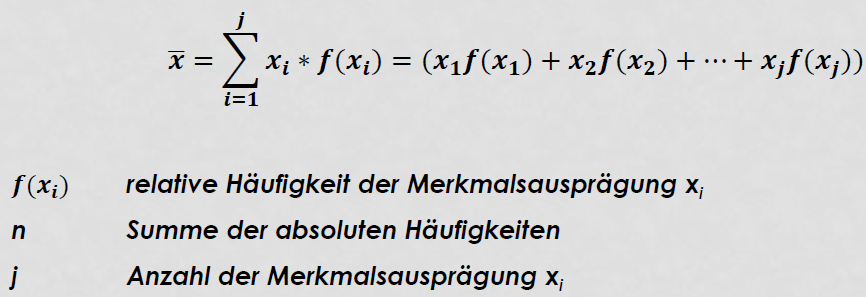 x̄ = ∑_{i=1}^{j} x_i * f(x_i) = (x_1f(x_1) + x_2f(x_2) + ⋯ + x_jf(x_j))
f(x_i) relative Häufigkeit der Merkmalsausprägung x_i
n Summe der absoluten Häufigkeiten
j Anzahl der Merkmalsausprägung x_i